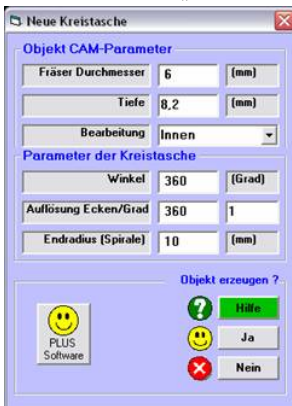 Neue Kreistasche
Objekt CAM-Parameter
Fräser Durchmesser 6 (mm)
Tiefe 8,2 (mm)
Bearbeitung Innen
Parameter der Kreistasche
Winkel 360 (Grad)
Auflösung Ecken/Grad 360 1
Endradius (Spirale) 10 (mm)
Objekt erzeugen ?
? Hilfe
PLUS
Software
Ja
Nein